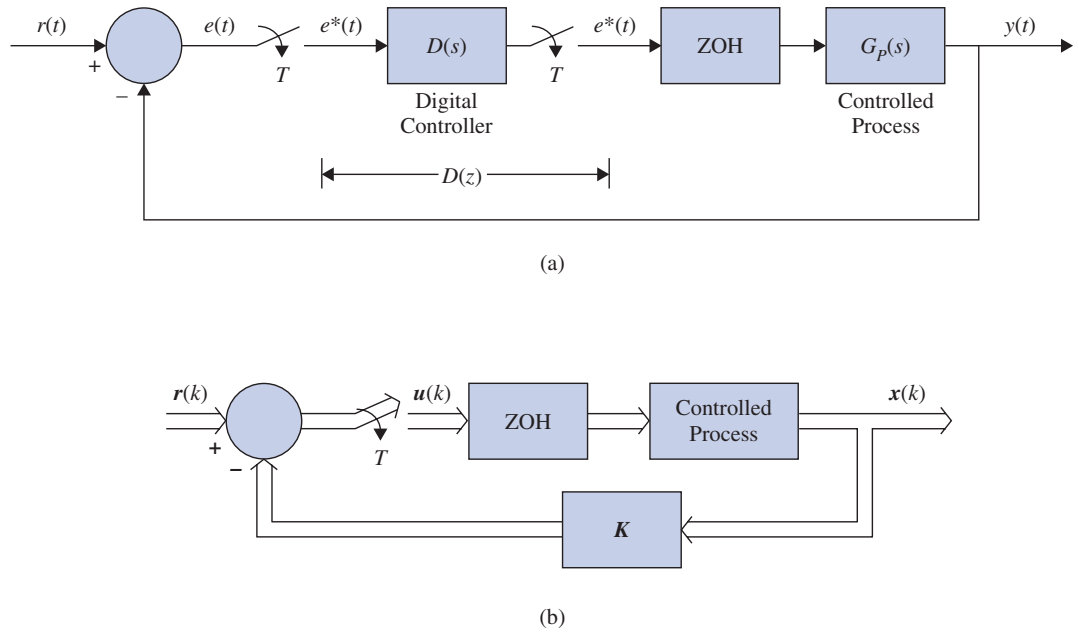 r(t) e(t) e*(t) D(s) e*(t) ZOH G_P(s) y(t)
+
−
T T
Digital
Controller
Controlled
Process
D(z)
(a)
r(k) u(k) ZOH Controlled
Process
x(k)
+
−
T
K
(b)